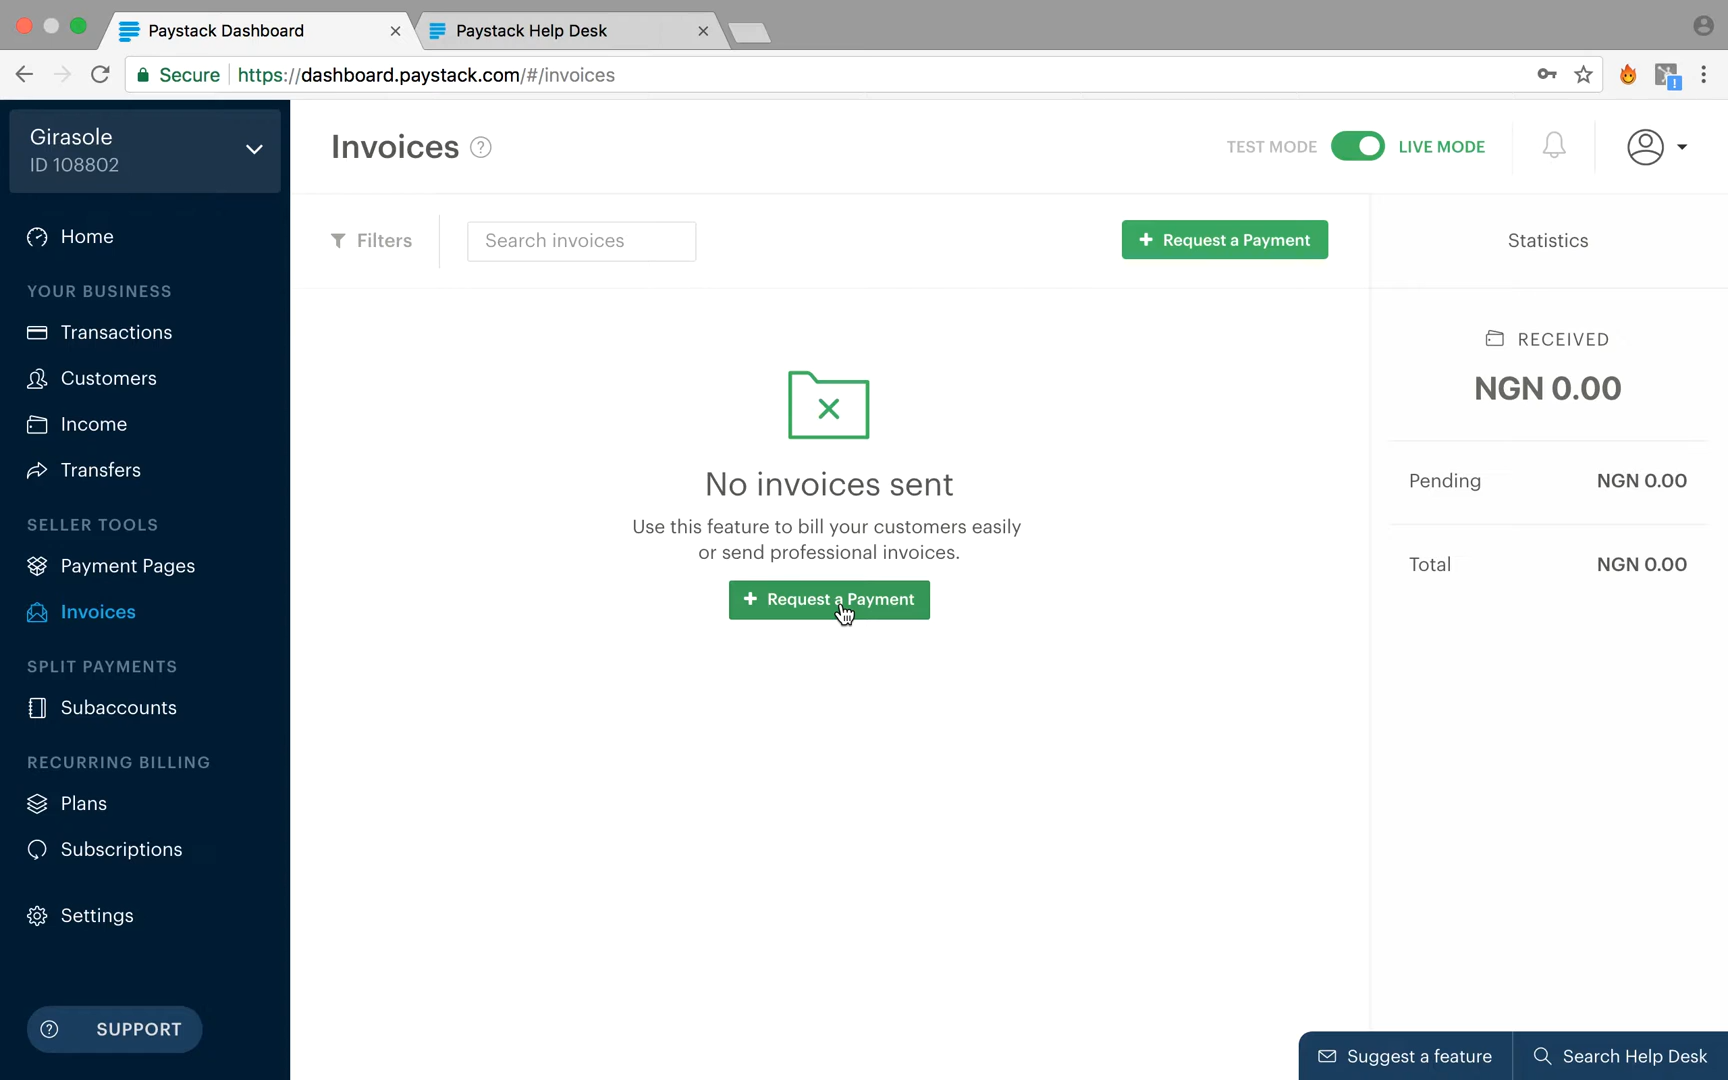 Paystack Dashboard
Paystack Help Desk
Secure
https://dashboard.paystack.com/#/invoices
Girasole
ID 108802
Home
YOUR BUSINESS
Transactions
Customers
Income
Transfers
SELLER TOOLS
Payment Pages
Invoices
SPLIT PAYMENTS
Subaccounts
RECURRING BILLING
Plans
Subscriptions
Settings
SUPPORT
Invoices
TEST MODE
LIVE MODE
Filters
Search invoices
Request a Payment
No invoices sent
Use this feature to bill your customers easily
or send professional invoices.
Request a Payment
Statistics
RECEIVED
NGN 0.00
Pending NGN 0.00
Total NGN 0.00
Suggest a feature
Search Help Desk